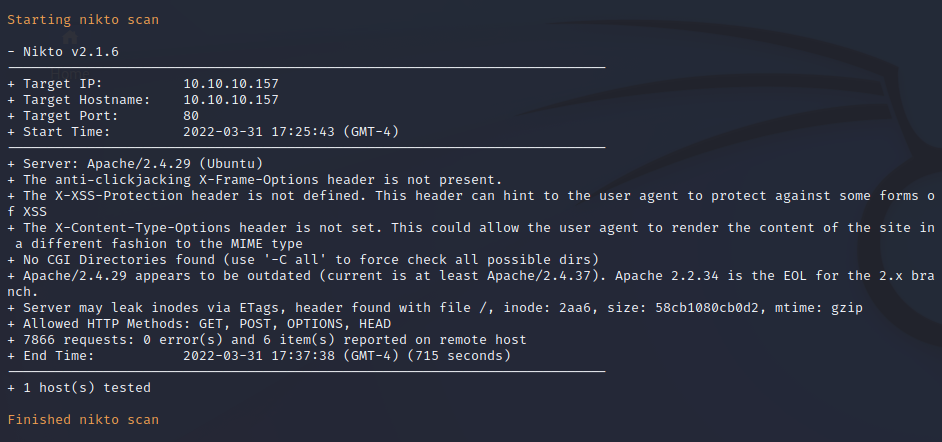 Starting nikto scan
- Nikto v2.1.6
+ Target IP:          10.10.10.157
+ Target Hostname:    10.10.10.157
+ Target Port:        80
+ Start Time:         2022-03-31 17:25:43 (GMT-4)
+ Server: Apache/2.4.29 (Ubuntu)
+ The anti-clickjacking X-Frame-Options header is not present.
+ The X-XSS-Protection header is not defined. This header can hint to the user agent to protect against some forms o
f XSS
+ The X-Content-Type-Options header is not set. This could allow the user agent to render the content of the site in
 a different fashion to the MIME type
+ No CGI Directories found (use '-C all' to force check all possible dirs)
+ Apache/2.4.29 appears to be outdated (current is at least Apache/2.4.37). Apache 2.2.34 is the EOL for the 2.x bra
nch.
+ Server may leak inodes via ETags, header found with file /, inode: 2aa6, size: 58cb1080cb0d2, mtime: gzip
+ Allowed HTTP Methods: GET, POST, OPTIONS, HEAD
+ 7866 requests: 0 error(s) and 6 item(s) reported on remote host
+ End Time:           2022-03-31 17:37:38 (GMT-4) (715 seconds)
+ 1 host(s) tested
Finished nikto scan